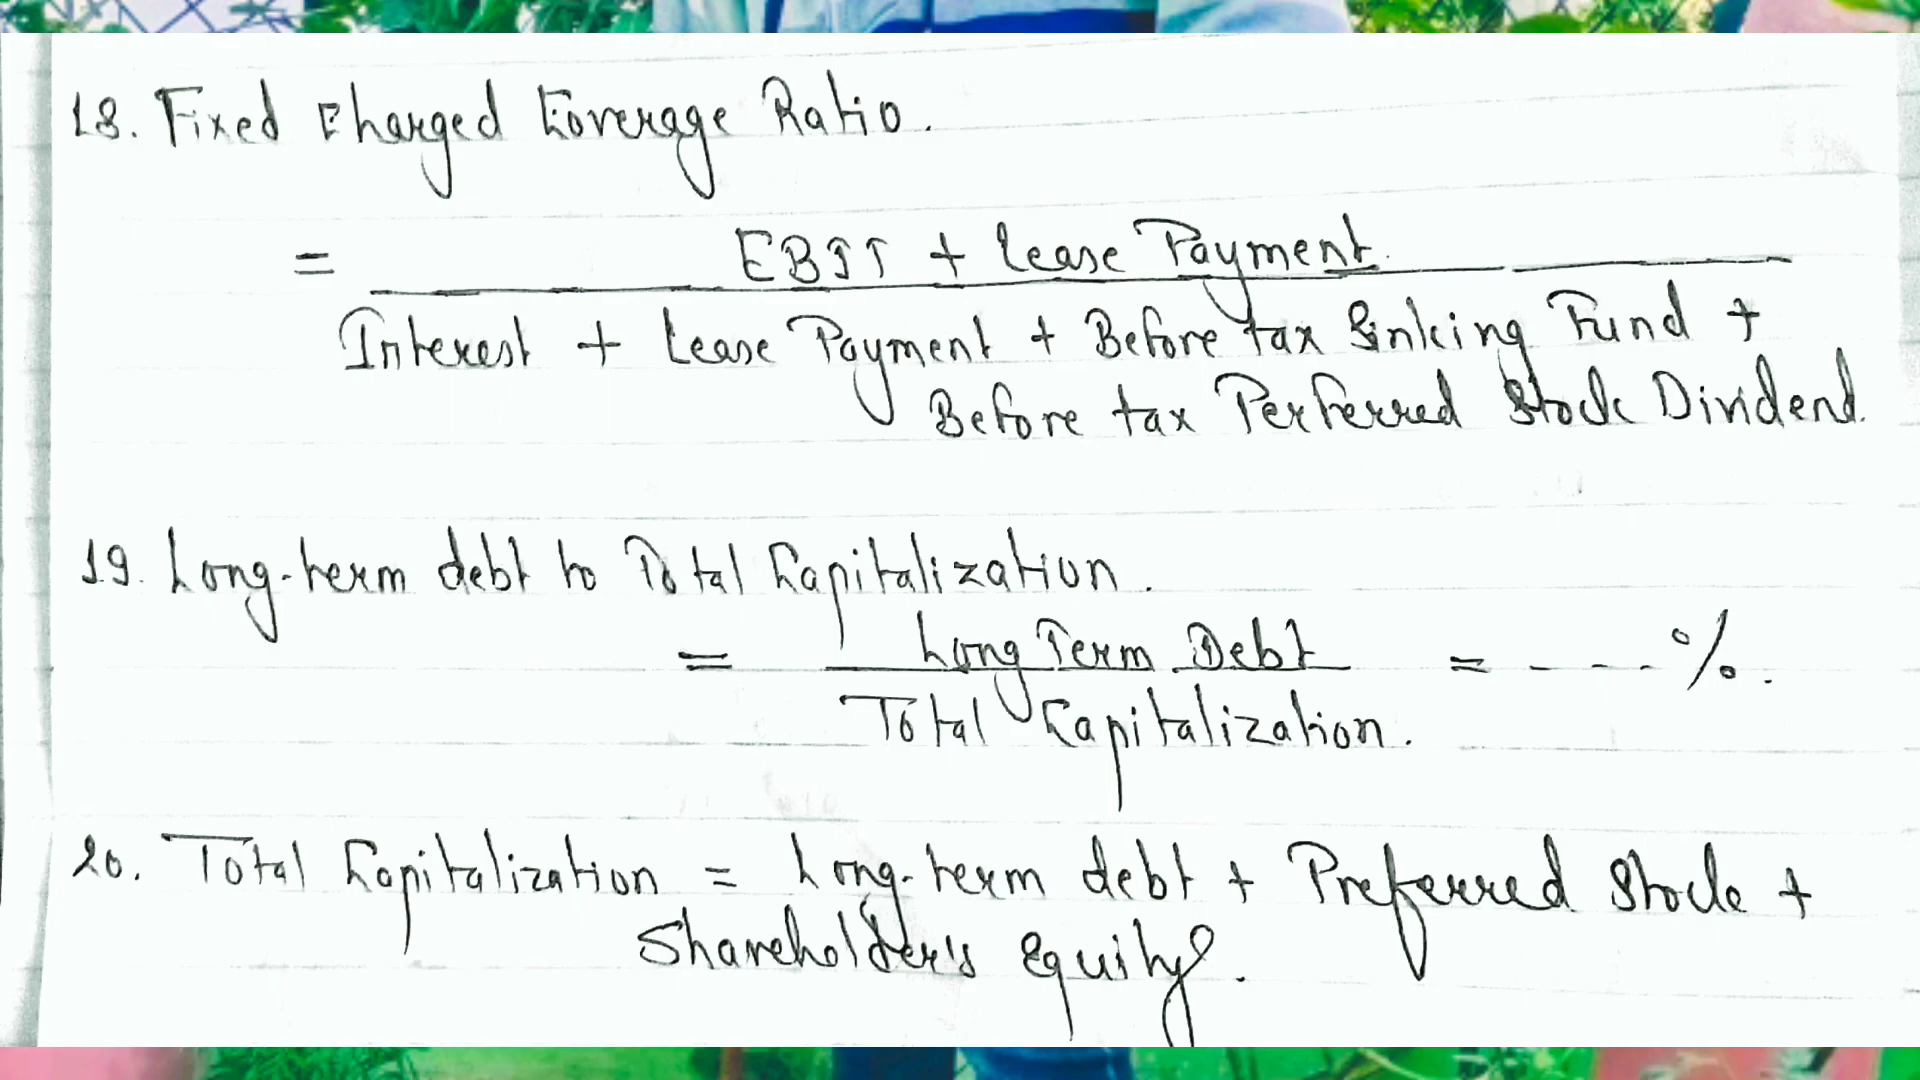 18. Fixed Charged Coverage Ratio.
= EBIT + Lease Payment.
Interest + Lease Payment + Before tax Sinking Fund +
Before tax Perferred Stock Dividend.
19. Long-term debt to Total Capitalization.
= Long Term Debt = - - - %.
Total Capitalization.
20. Total Capitalization = Long-term debt + Preferred Stock +
Shareholder's equity.